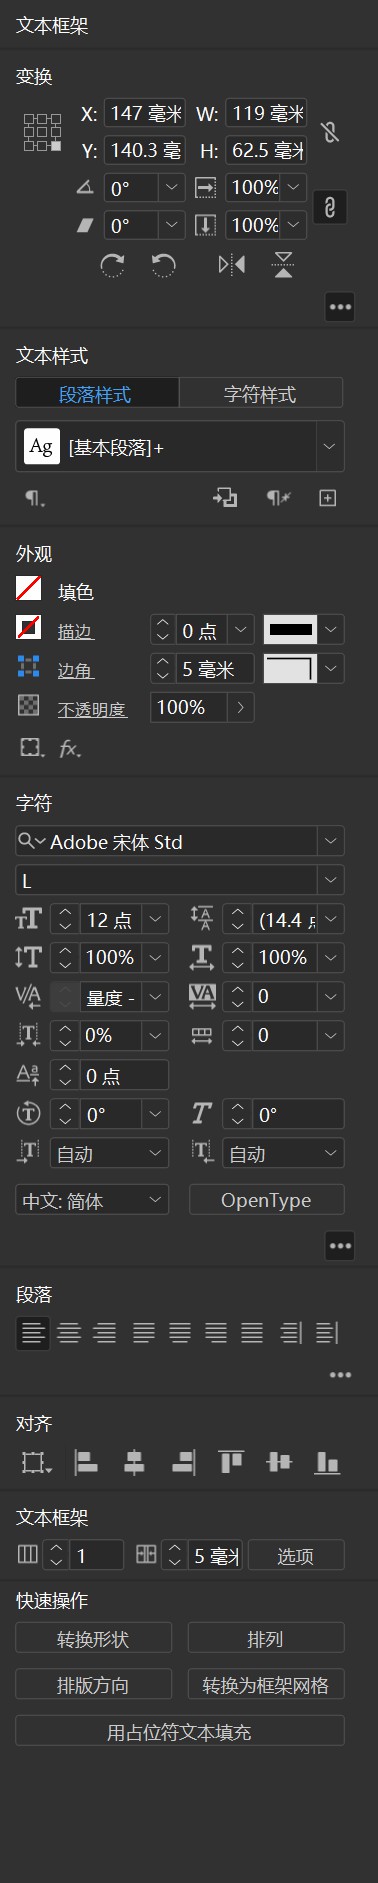 文本框架
变换
X: 147 毫米 W: 119 毫米
Y: 140.3 毫 H: 62.5 毫米
0° 100%
0° 100%
文本样式
段落样式 字符样式
Ag [基本段落]+
外观
填色
描边 0 点
边角 5 毫米
不透明度 100%
fx
字符
Adobe 宋体 Std
L
12 点 (14.4 点
100% 100%
量度 - 0
0% 0
0 点
0° 0°
自动 自动
中文: 简体 OpenType
段落
对齐
文本框架
1 5 毫米 选项
快速操作
转换形状 排列
排版方向 转换为框架网格
用占位符文本填充